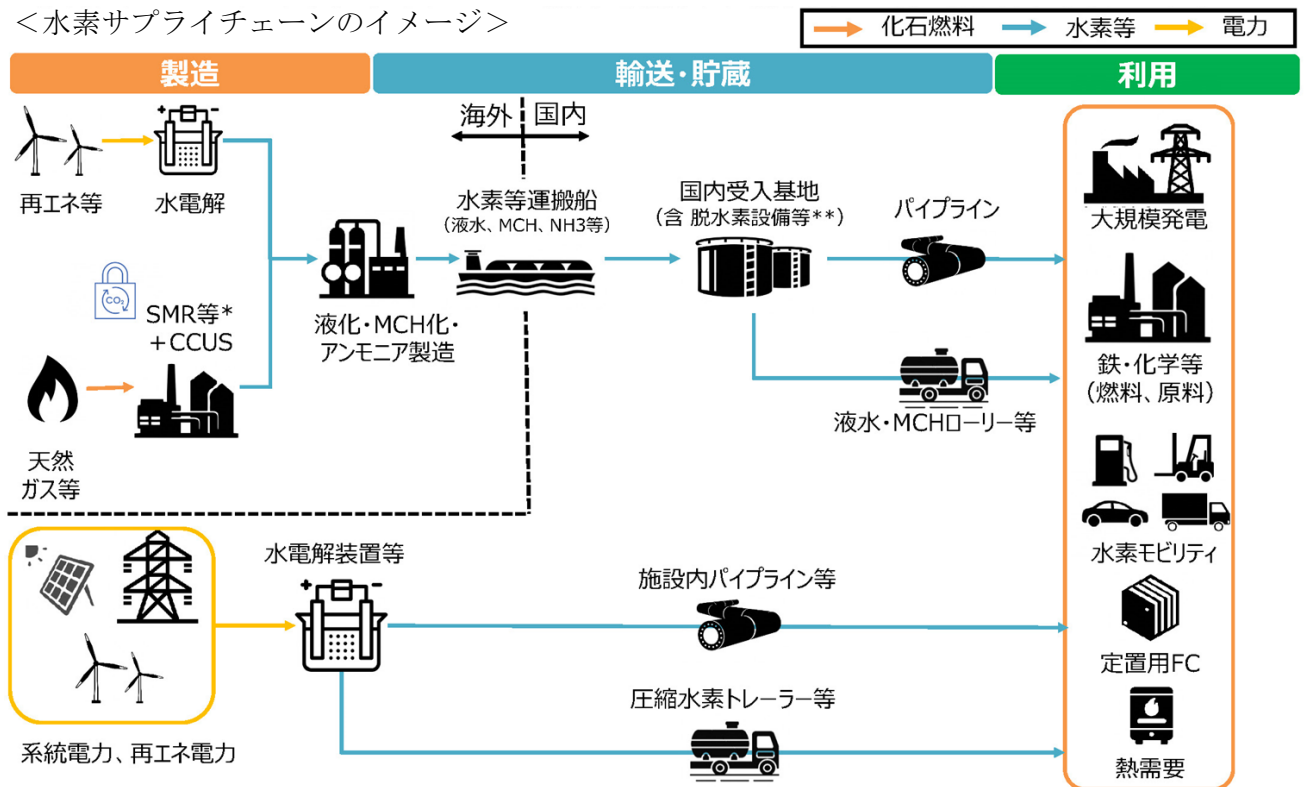 ＜水素サプライチェーンのイメージ＞
化石燃料 水素等 電力
製造 輸送・貯蔵 利用
海外 国内
再エネ等
水電解
水素等運搬船
(液水、MCH、NH3等)
国内受入基地
(含 脱水素設備等**)
パイプライン
大規模発電
CO₂
SMR等*
＋CCUS
液化・MCH化・
アンモニア製造
天然
ガス等
液水・MCHローリー等
鉄・化学等
(燃料、原料)
水素モビリティ
水電解装置等
施設内パイプライン等
定置用FC
圧縮水素トレーラー等
系統電力、再エネ電力
熱需要